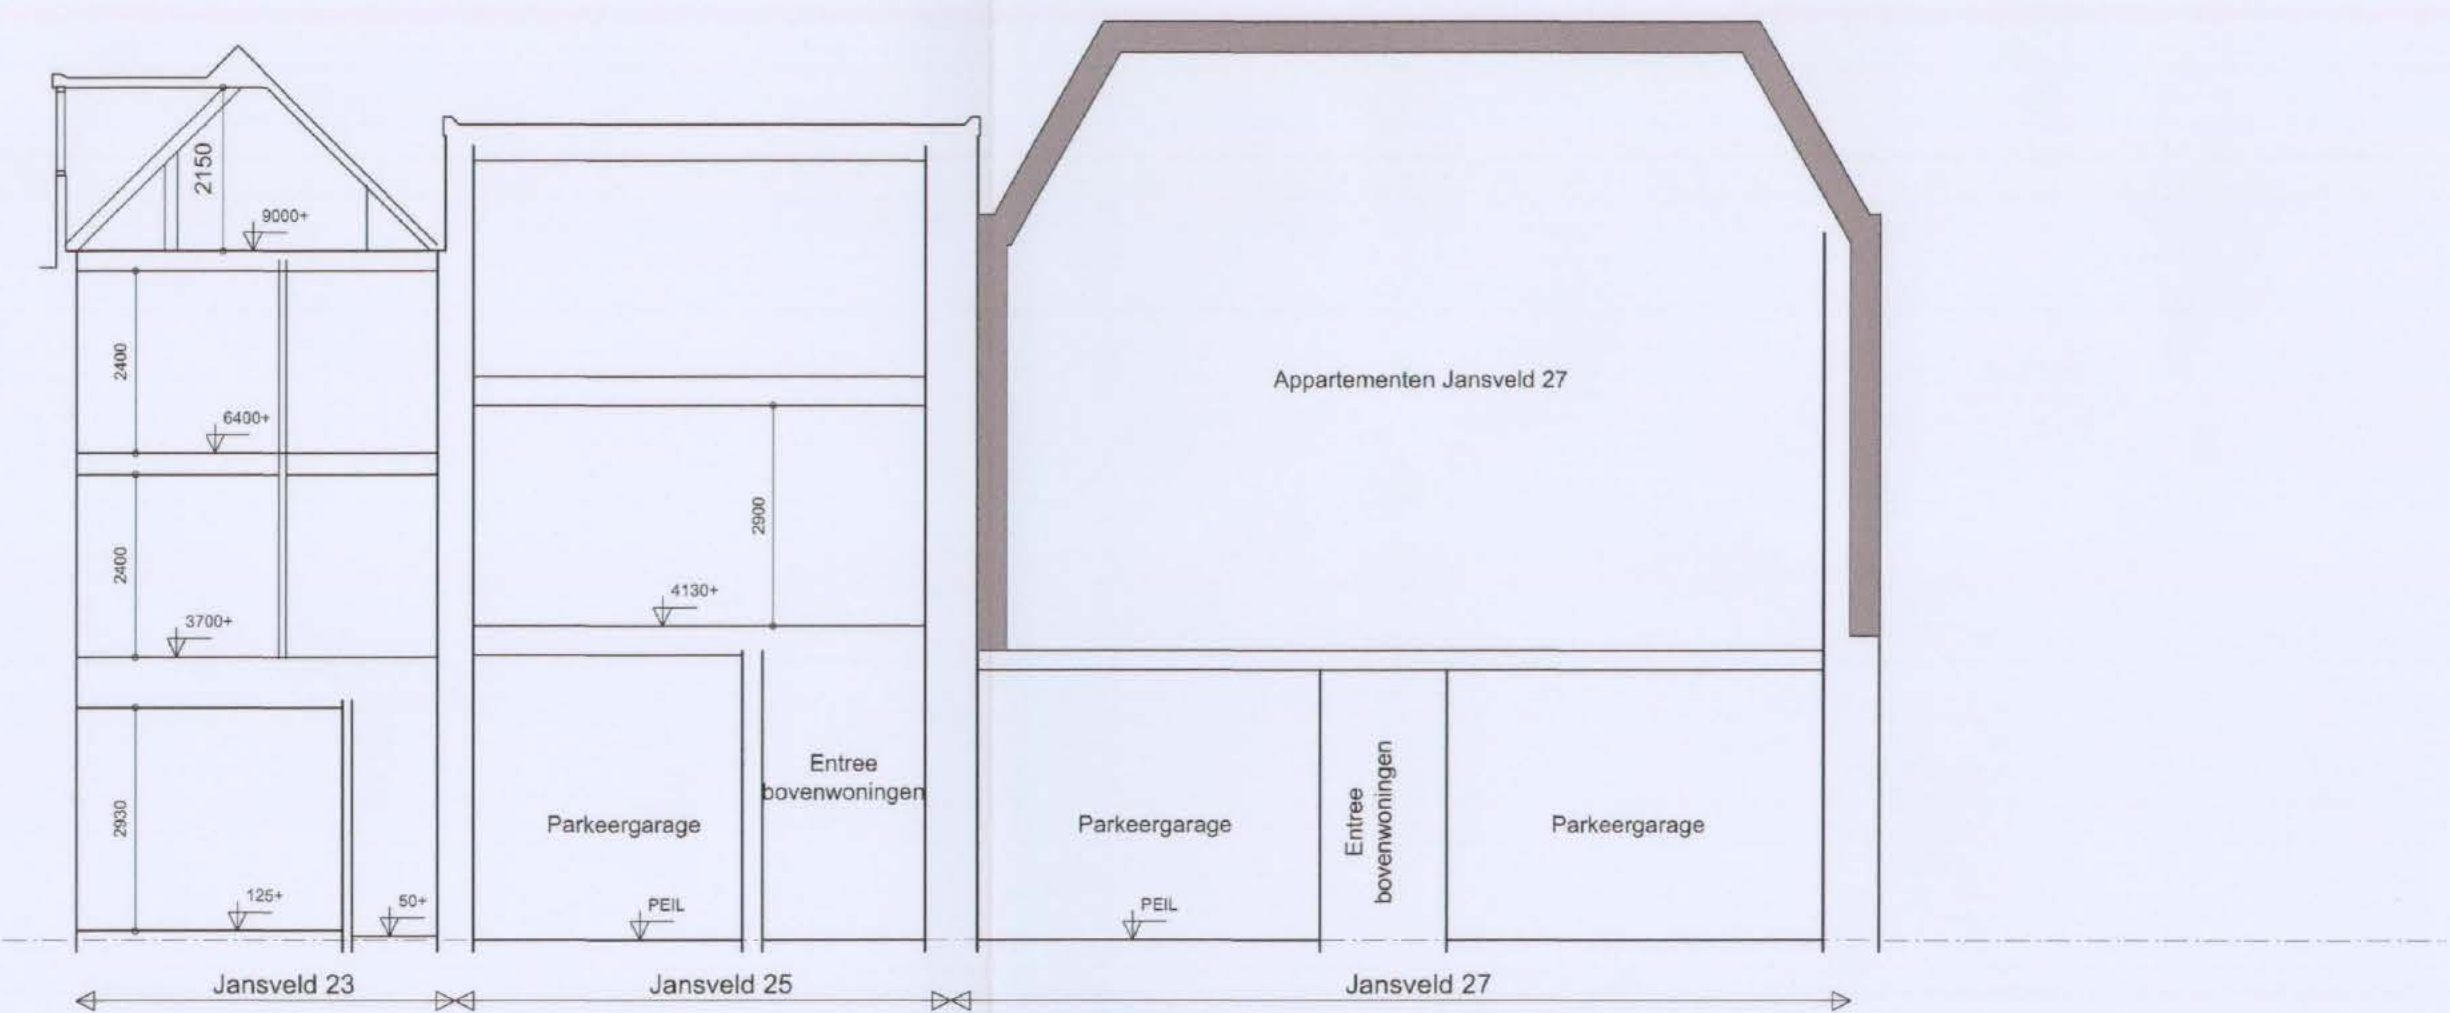 2150
9000+
2400
6400+
2400
3700+
2930
125+
50+
2900
4130+
Parkeergarage
Entree
bovenwoningen
PEIL
Appartementen Jansveld 27
Parkeergarage
Entree
bovenwoningen
Parkeergarage
PEIL
Jansveld 23
Jansveld 25
Jansveld 27